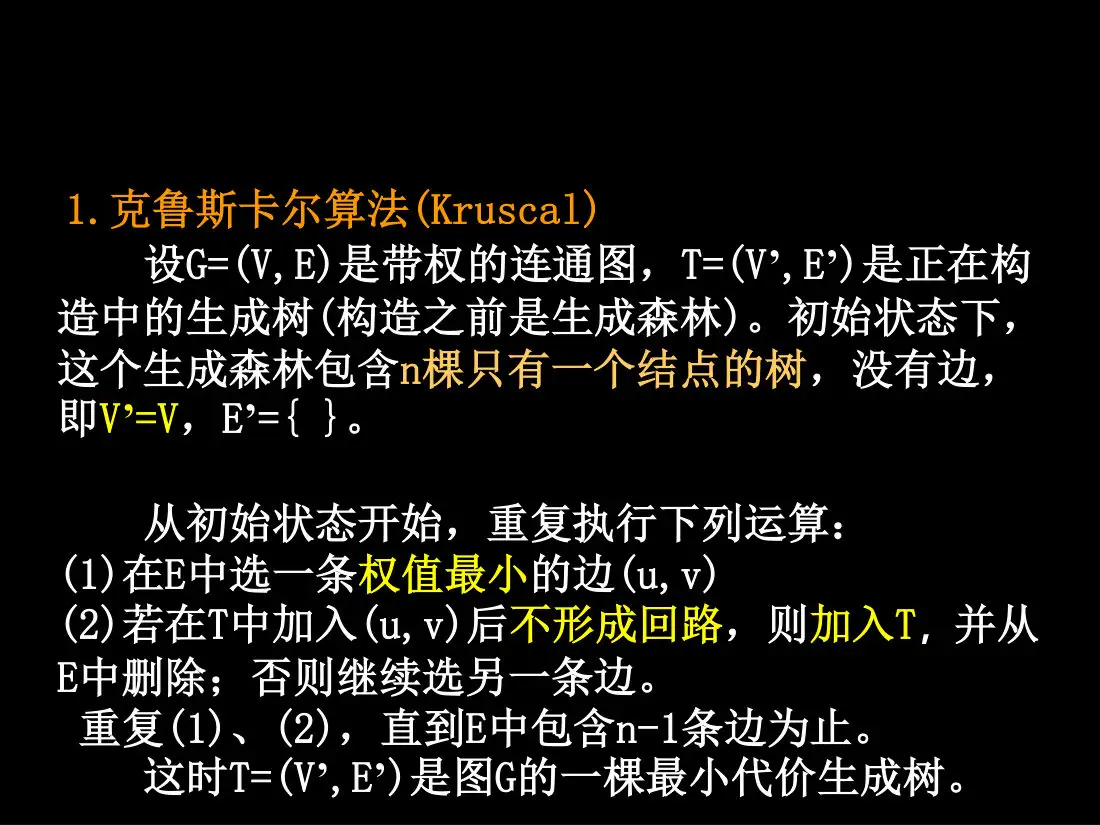 1.克鲁斯卡尔算法(Kruscal)
设G=(V,E)是带权的连通图，T=(V’,E’)是正在构
造中的生成树(构造之前是生成森林)。初始状态下，
这个生成森林包含n棵只有一个结点的树，没有边，
即V’=V，E’={ }。
从初始状态开始，重复执行下列运算：
(1)在E中选一条权值最小的边(u,v)
(2)若在T中加入(u,v)后不形成回路，则加入T, 并从
E中删除；否则继续选另一条边。
重复(1)、(2)，直到E中包含n-1条边为止。
这时T=(V’,E’)是图G的一棵最小代价生成树。